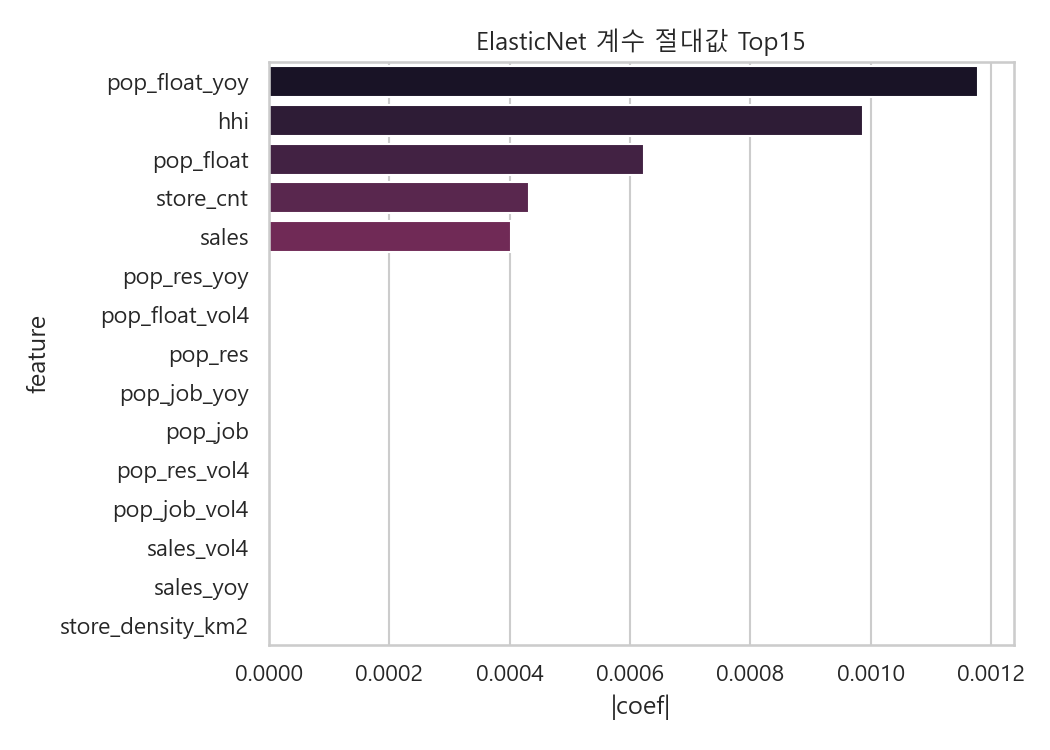 ElasticNet 계수 절대값 Top15
pop_float_yoy
hhi
pop_float
store_cnt
sales
pop_res_yoy
pop_float_vol4
pop_res
pop_job_yoy
pop_job
pop_res_vol4
pop_job_vol4
sales_vol4
sales_yoy
store_density_km2
feature
0.0000 0.0002 0.0004 0.0006 0.0008 0.0010 0.0012
|coef|